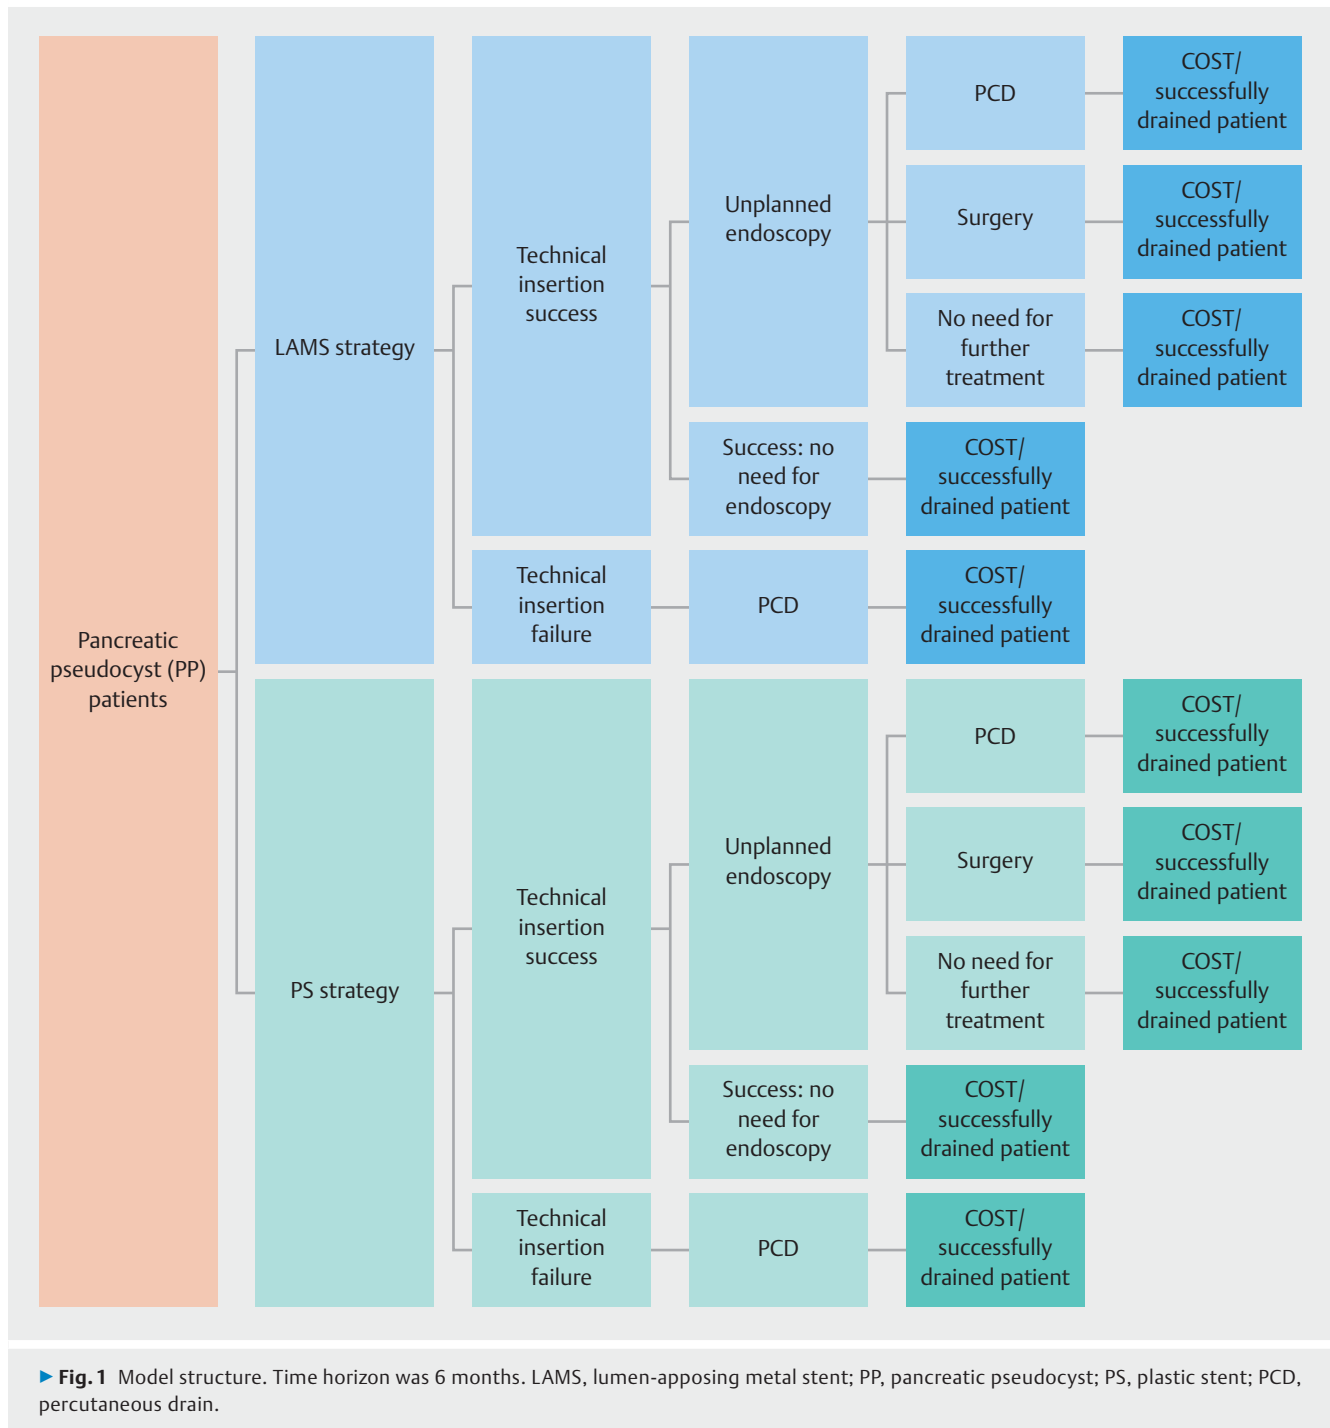 Pancreatic
pseudocyst (PP)
patients
LAMS strategy
Technical
insertion
success
Unplanned
endoscopy
PCD
COST/
successfully
drained patient
Surgery
COST/
successfully
drained patient
No need for
further
treatment
COST/
successfully
drained patient
Success: no
need for
endoscopy
COST/
successfully
drained patient
Technical
insertion
failure
PCD
COST/
successfully
drained patient
PS strategy
Technical
insertion
success
Unplanned
endoscopy
PCD
COST/
successfully
drained patient
Surgery
COST/
successfully
drained patient
No need for
further
treatment
COST/
successfully
drained patient
Success: no
need for
endoscopy
COST/
successfully
drained patient
Technical
insertion
failure
PCD
COST/
successfully
drained patient
▶ Fig. 1 Model structure. Time horizon was 6 months. LAMS, lumen-apposing metal stent; PP, pancreatic pseudocyst; PS, plastic stent; PCD,
percutaneous drain.